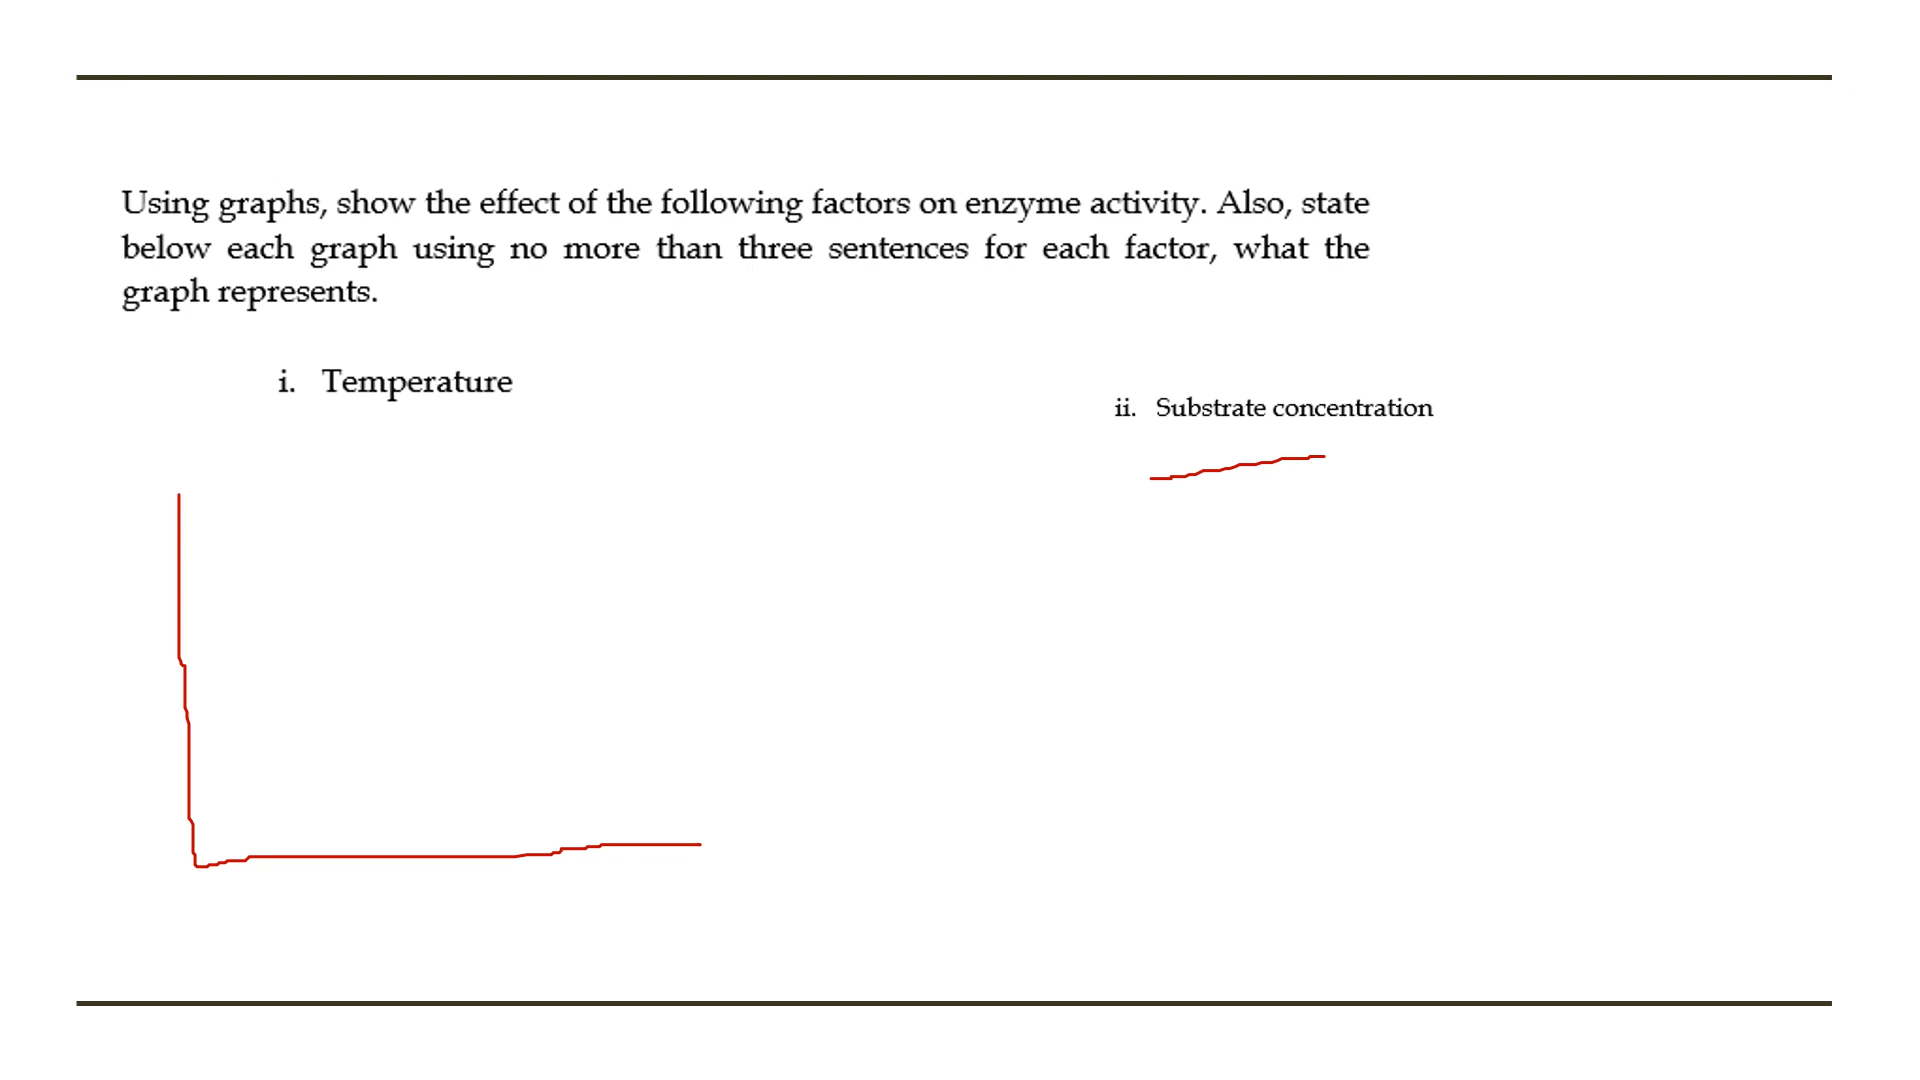 Using graphs, show the effect of the following factors on enzyme activity. Also, state
below each graph using no more than three sentences for each factor, what the
graph represents.
i. Temperature
ii. Substrate concentration